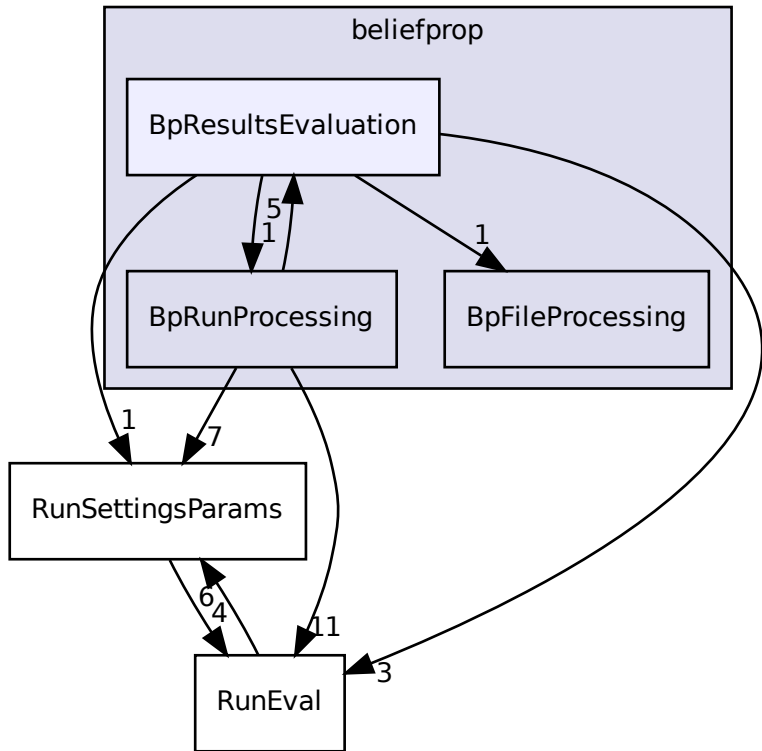 beliefprop
BpResultsEvaluation
5
1
1
BpRunProcessing
BpFileProcessing
1
7
RunSettingsParams
6
4
11
3
RunEval